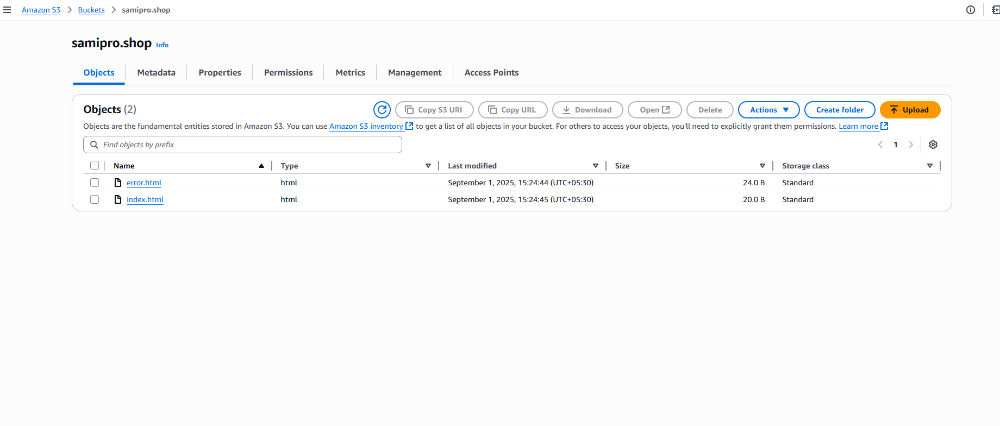 Amazon S3 > Buckets > samipro.shop
samipro.shop Info
Objects Metadata Properties Permissions Metrics Management Access Points
Objects (2) Copy S3 URI Copy URL Download Open Delete Actions Create folder Upload
Objects are the fundamental entities stored in Amazon S3. You can use Amazon S3 inventory to get a list of all objects in your bucket. For others to access your objects, you'll need to explicitly grant them permissions. Learn more
Find objects by prefix 1
Name Type Last modified Size Storage class
error.html html September 1, 2025, 15:24:44 (UTC+05:30) 24.0 B Standard
index.html html September 1, 2025, 15:24:45 (UTC+05:30) 20.0 B Standard